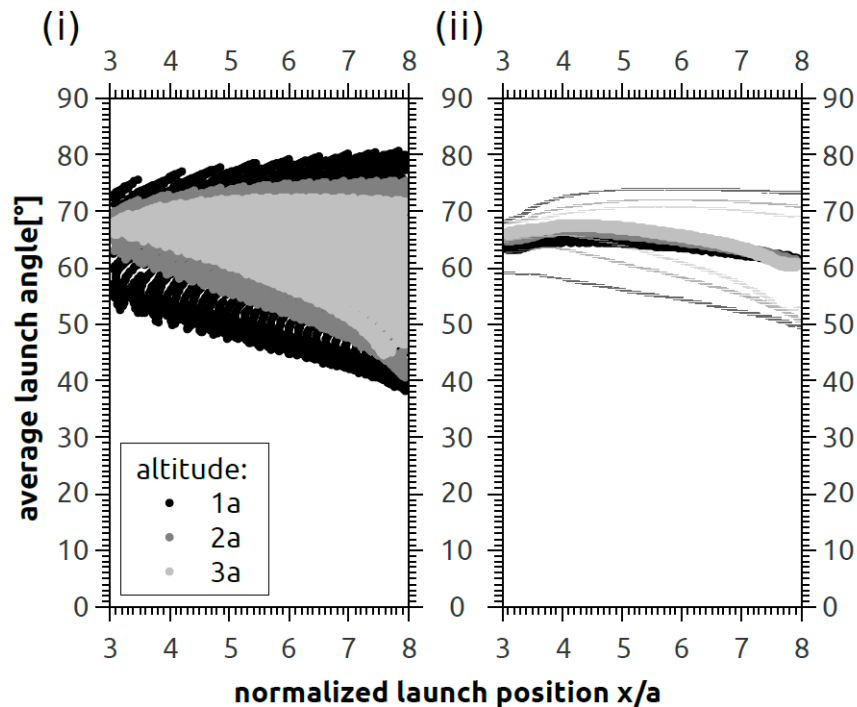 (i) (ii)
3 4 5 6 7 8 3 4 5 6 7 8
90 90 90
80 80 80
70 70 70
60 60 60
50 50 50
40 40 40
30 30 30
20 20 20
10 10 10
0 0 0
average launch angle[°]
altitude:
1a
2a
3a
3 4 5 6 7 8 3 4 5 6 7 8
normalized launch position x/a